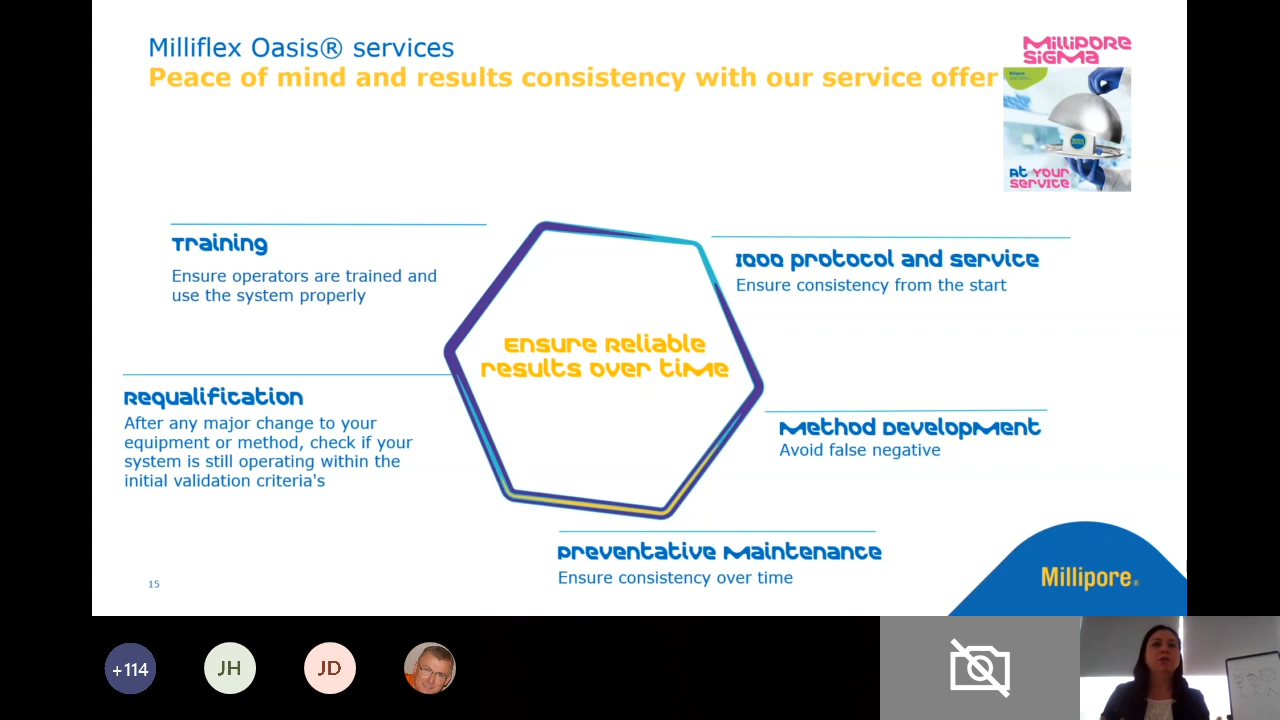 Milliflex Oasis® services
Peace of mind and results consistency with our service offer
MilliPORE
SiGMa
Millipore
At YOUR
SERVICE
Training
Ensure operators are trained and
use the system properly
IQOQ Protocol and Service
Ensure consistency from the start
Ensure Reliable
Results over time
Requalification
After any major change to your
equipment or method, check if your
system is still operating within the
initial validation criteria's
Method Development
Avoid false negative
Preventative Maintenance
Ensure consistency over time
15
Millipore®
+114
JH
JD